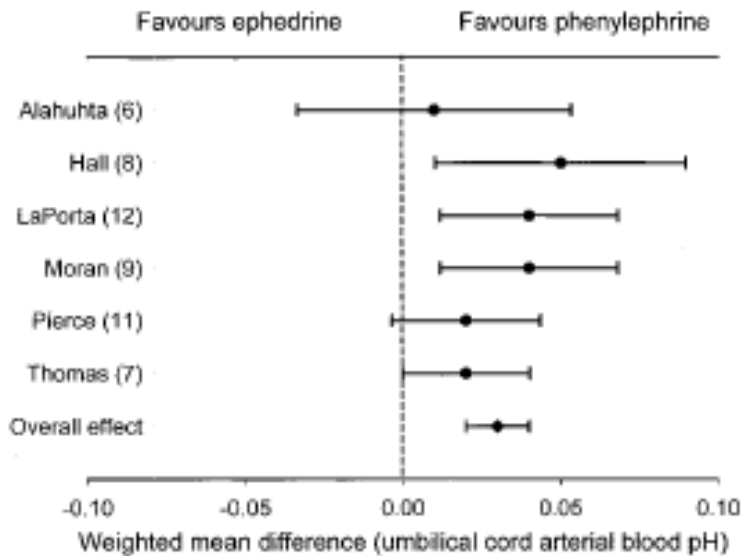 Favours ephedrine Favours phenylephrine
Alahuhta (6)
Hall (8)
LaPorta (12)
Moran (9)
Pierce (11)
Thomas (7)
Overall effect
-0.10 -0.05 0.00 0.05 0.10
Weighted mean difference (umbilical cord arterial blood pH)